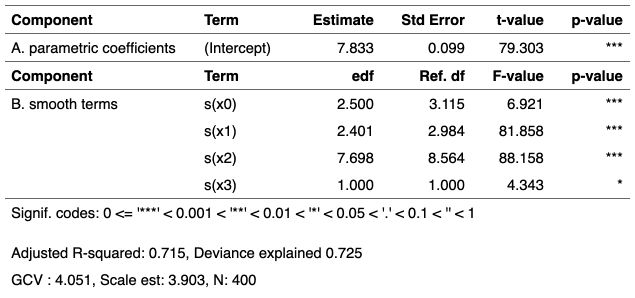 Component Term Estimate Std Error t-value p-value
A. parametric coefficients (Intercept) 7.833 0.099 79.303 ***
Component Term edf Ref. df F-value p-value
B. smooth terms s(x0) 2.500 3.115 6.921 ***
s(x1) 2.401 2.984 81.858 ***
s(x2) 7.698 8.564 88.158 ***
s(x3) 1.000 1.000 4.343 *
Signif. codes: 0 <= '***' < 0.001 < '**' < 0.01 < '*' < 0.05 < '.' < 0.1 < '' < 1
Adjusted R-squared: 0.715, Deviance explained 0.725
GCV : 4.051, Scale est: 3.903, N: 400